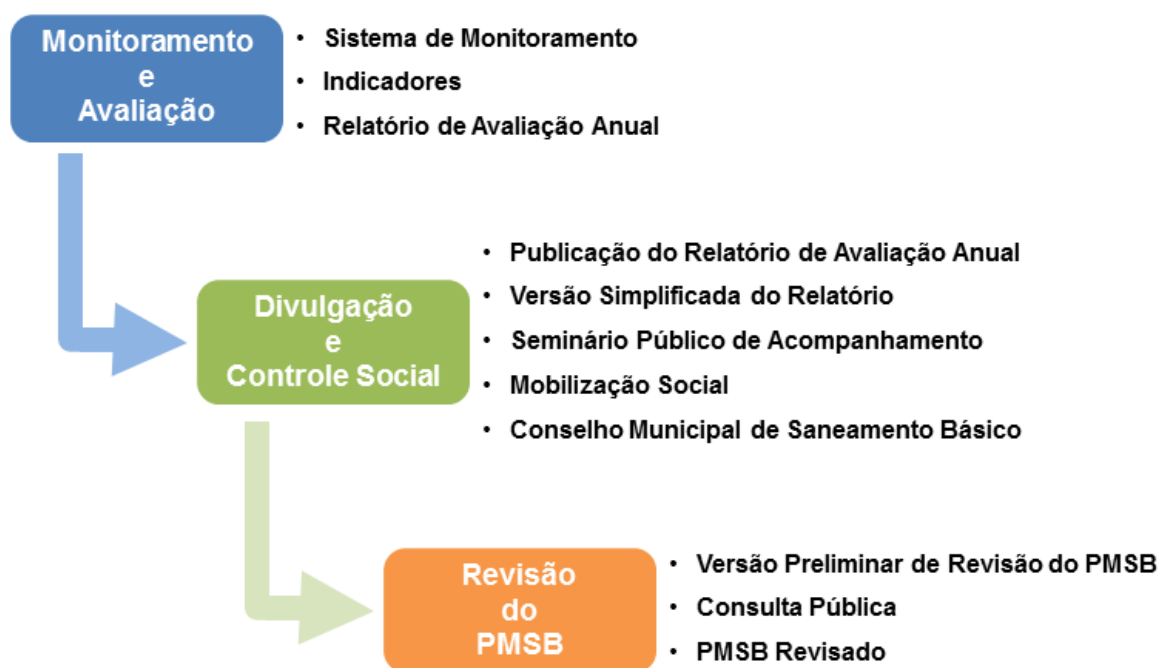 Monitoramento
e
Avaliação
• Sistema de Monitoramento
• Indicadores
• Relatório de Avaliação Anual
Divulgação
e
Controle Social
• Publicação do Relatório de Avaliação Anual
• Versão Simplificada do Relatório
• Seminário Público de Acompanhamento
• Mobilização Social
• Conselho Municipal de Saneamento Básico
Revisão
do
PMSB
• Versão Preliminar de Revisão do PMSB
• Consulta Pública
• PMSB Revisado